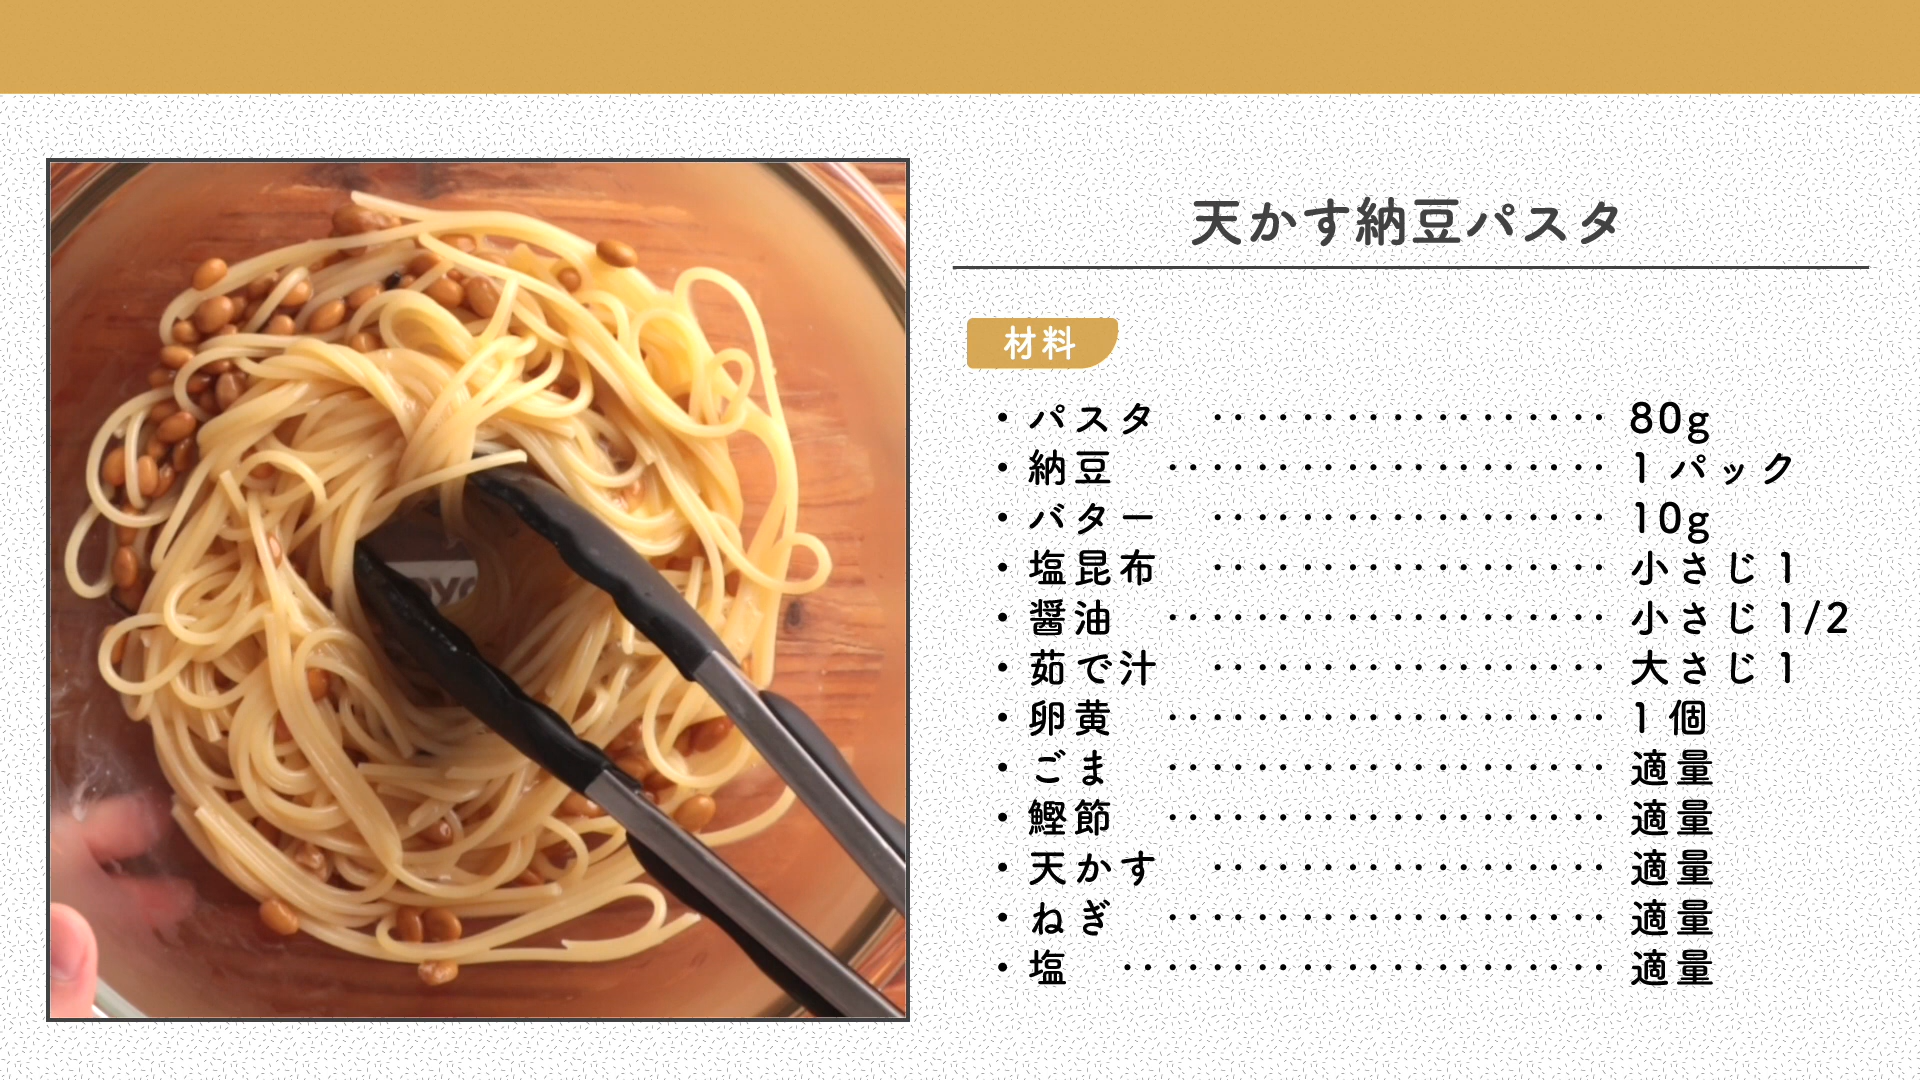 天かす納豆パスタ
材料
・パスタ ・・・・・・・・・・・・・・・・・・ 80g
・納豆 ・・・・・・・・・・・・・・・・・・・・ 1パック
・バター ・・・・・・・・・・・・・・・・・・ 10g
・塩昆布 ・・・・・・・・・・・・・・・・・・ 小さじ1
・醤油 ・・・・・・・・・・・・・・・・・・・・ 小さじ1/2
・茹で汁 ・・・・・・・・・・・・・・・・・・ 大さじ1
・卵黄 ・・・・・・・・・・・・・・・・・・・・ 1個
・ごま ・・・・・・・・・・・・・・・・・・・・ 適量
・鰹節 ・・・・・・・・・・・・・・・・・・・・ 適量
・天かす ・・・・・・・・・・・・・・・・・・ 適量
・ねぎ ・・・・・・・・・・・・・・・・・・・・ 適量
・塩 ・・・・・・・・・・・・・・・・・・・・・・ 適量